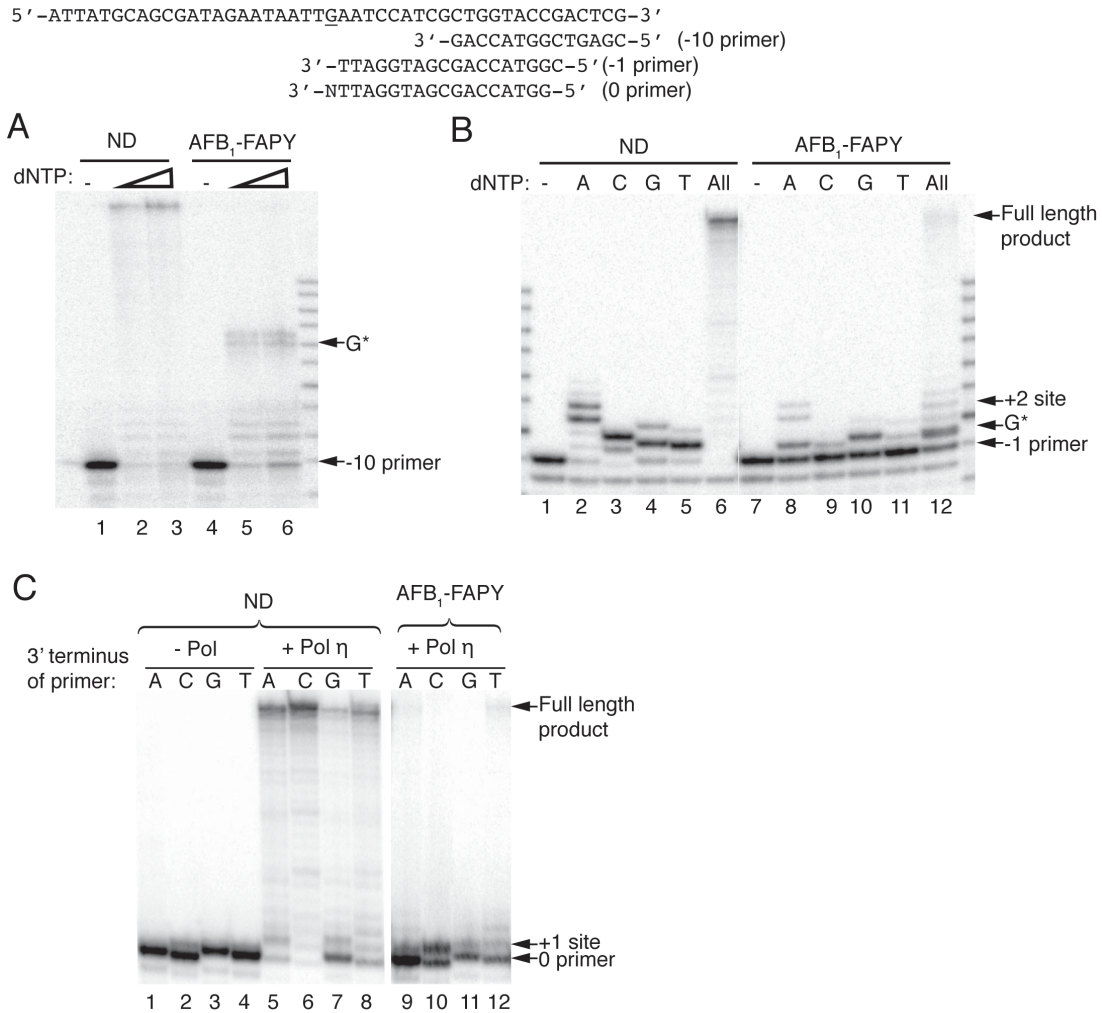 5′-ATTATGCAGCGATAGAATAATTGAATCCATCGCTGGTACCGACTCG-3′
3′-GACCATGGCTGAGC-5′ (-10 primer)
3′-TTAGGTAGCGACCATGGC-5′(-1 primer)
3′-NTTAGGTAGCGACCATGG-5′ (0 primer)
A
ND AFB1-FAPY
dNTP: - -
G*
-10 primer
1 2 3 4 5 6
B
ND AFB1-FAPY
dNTP: - A C G T All - A C G T All
Full length
product
+2 site
G*
-1 primer
1 2 3 4 5 6 7 8 9 10 11 12
C
ND AFB1-FAPY
- Pol + Pol η + Pol η
3′ terminus
of primer: A C G T A C G T A C G T
Full length
product
+1 site
0 primer
1 2 3 4 5 6 7 8 9 10 11 12